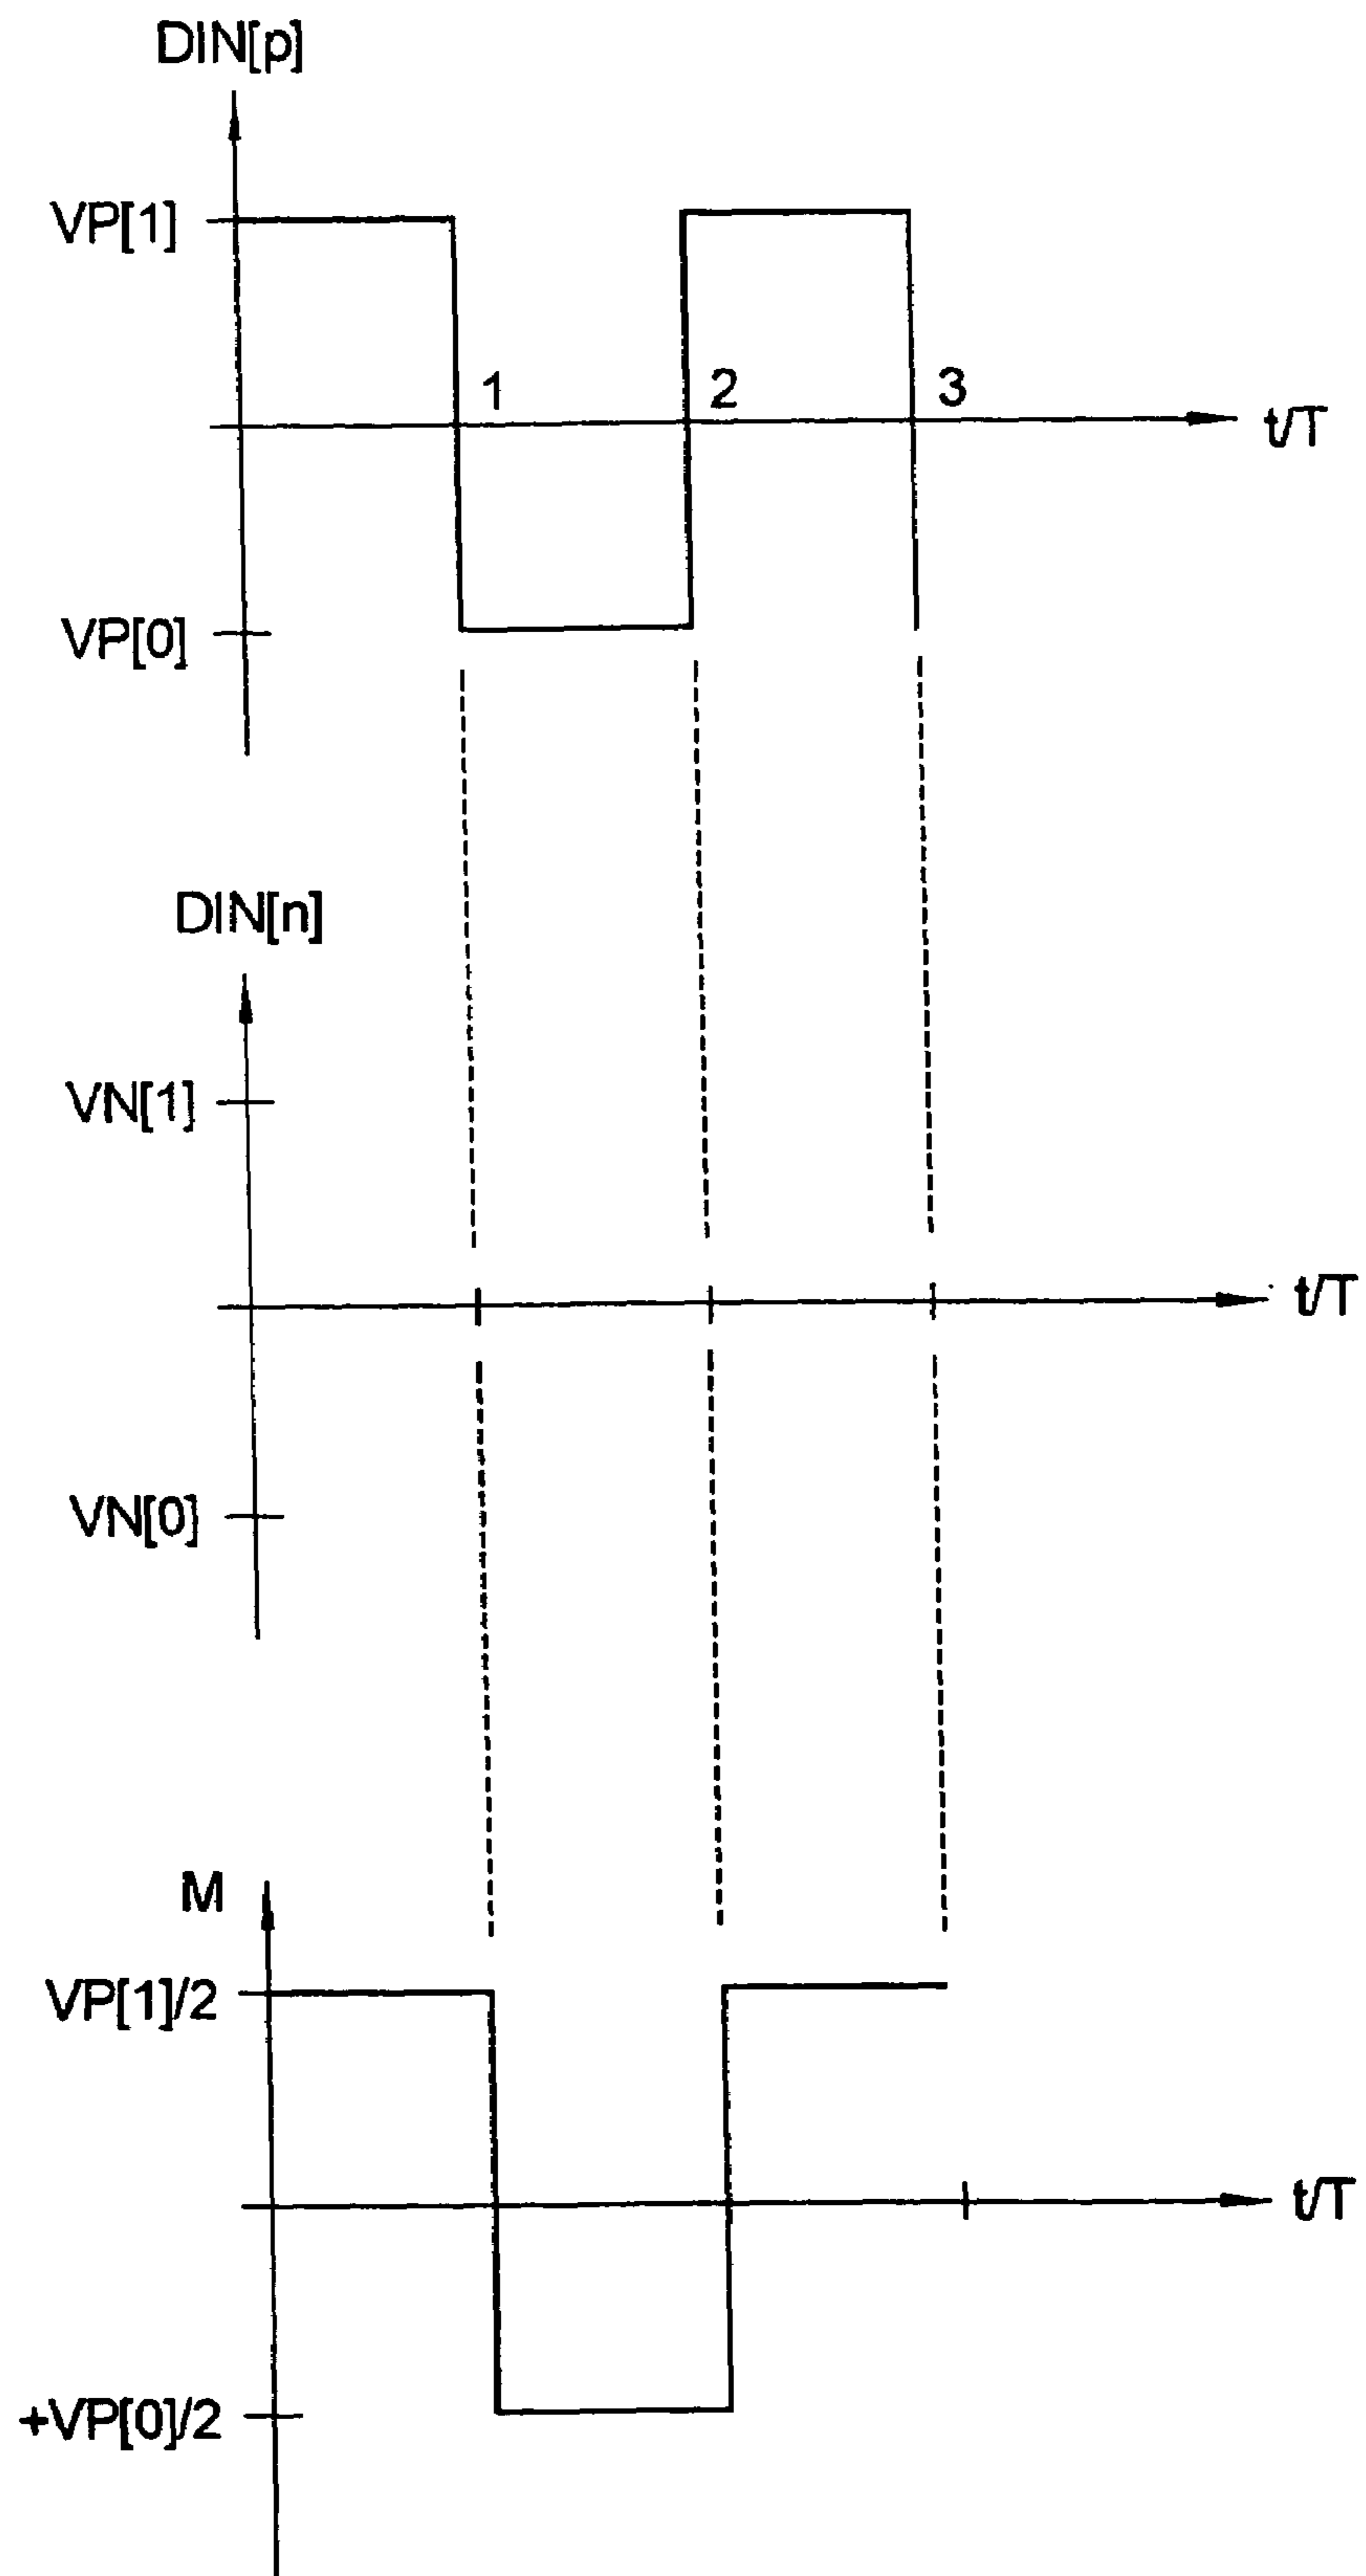 DIN[p]
VP[1]
1 2 3
t/T
VP[0]
DIN[n]
VN[1]
t/T
VN[0]
M
VP[1]/2
t/T
+VP[0]/2